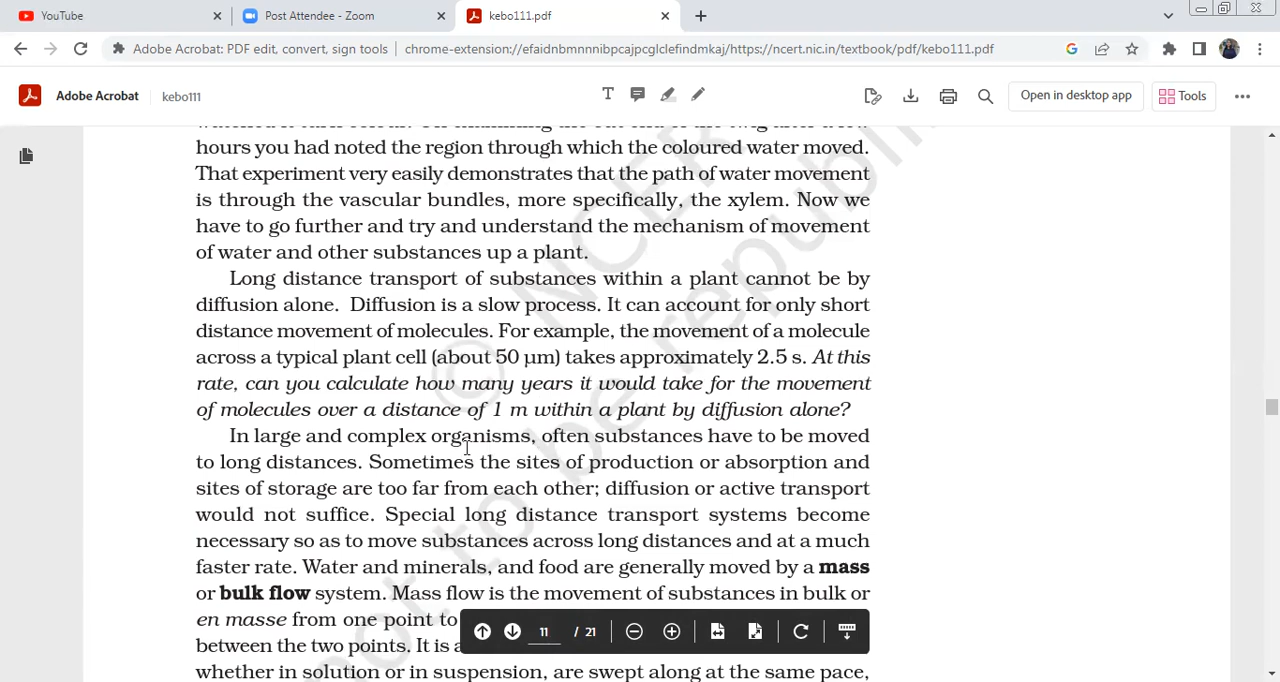 YouTube
Post Attendee - Zoom
kebo111.pdf
Adobe Acrobat: PDF edit, convert, sign tools
chrome-extension://efaidnbmnnnibpcajpcglclefindmkaj/https://ncert.nic.in/textbook/pdf/kebo111.pdf
Adobe Acrobat
kebo111
Open in desktop app
Tools
hours you had noted the region through which the coloured water moved.
That experiment very easily demonstrates that the path of water movement
is through the vascular bundles, more specifically, the xylem. Now we
have to go further and try and understand the mechanism of movement
of water and other substances up a plant.
Long distance transport of substances within a plant cannot be by
diffusion alone. Diffusion is a slow process. It can account for only short
distance movement of molecules. For example, the movement of a molecule
across a typical plant cell (about 50 µm) takes approximately 2.5 s. At this
rate, can you calculate how many years it would take for the movement
of molecules over a distance of 1 m within a plant by diffusion alone?
In large and complex organisms, often substances have to be moved
to long distances. Sometimes the sites of production or absorption and
sites of storage are too far from each other; diffusion or active transport
would not suffice. Special long distance transport systems become
necessary so as to move substances across long distances and at a much
faster rate. Water and minerals, and food are generally moved by a mass
or bulk flow system. Mass flow is the movement of substances in bulk or
en masse from one point to
between the two points. It is a
whether in solution or in suspension, are swept along at the same pace,
11 / 21
© NCERT
not to be republi